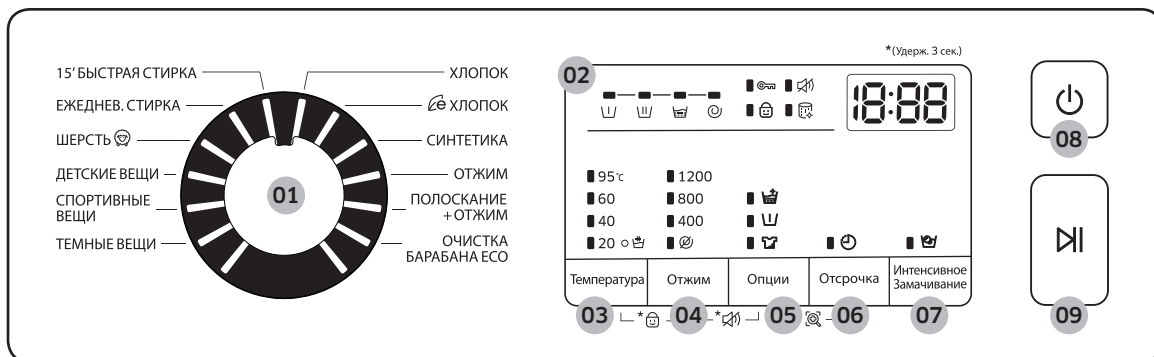 *(Удерж. 3 сек.)
15' БЫСТРАЯ СТИРКА
ЕЖЕДНЕВ. СТИРКА
ШЕРСТЬ
ДЕТСКИЕ ВЕЩИ
СПОРТИВНЫЕ
ВЕЩИ
ТЕМНЫЕ ВЕЩИ
01
ХЛОПОК
e ХЛОПОК
СИНТЕТИКА
ОТЖИМ
ПОЛОСКАНИЕ
+ОТЖИМ
ОЧИСТКА
БАРАБАНА ECO
02
18:88
95℃ 1200
60 800
40 400
20
Температура
Отжим
Опции
Отсрочка
Интенсивное
Замачивание
03 * 04 * 05 06 07
08
09